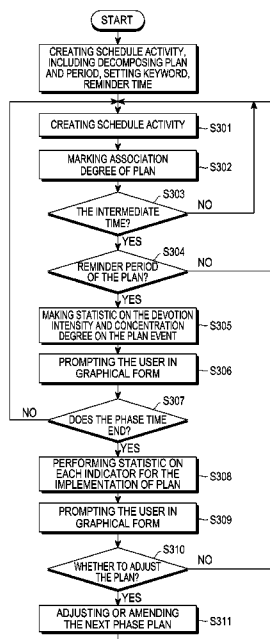 START
CREATING SCHEDULE ACTIVITY,
INCLUDING DECOMPOSING PLAN
AND PERIOD, SETTING KEYWORD,
REMINDER TIME
CREATING SCHEDULE ACTIVITY
S301
MARKING ASSOCIATION
DEGREE OF PLAN
S302
S303
THE INTERMEDIATE
TIME?
NO
YES
S304
REMINDER PERIOD
OF THE PLAN?
NO
YES
MAKING STATISTIC ON THE DEVOTION
INTENSITY AND CONCENTRATION
DEGREE ON THE PLAN EVENT
S305
PROMPTING THE USER IN
GRAPHICAL FORM
S306
S307
NO
DOES THE PHASE TIME
END?
YES
PERFORMING STATISTIC ON
EACH INDICATOR FOR THE
IMPLEMENTATION OF PLAN
S308
PROMPTING THE USER IN
GRAPHICAL FORM
S309
S310
WHETHER TO ADJUST
THE PLAN?
NO
YES
ADJUSTING OR AMENDING
THE NEXT PHASE PLAN
S311